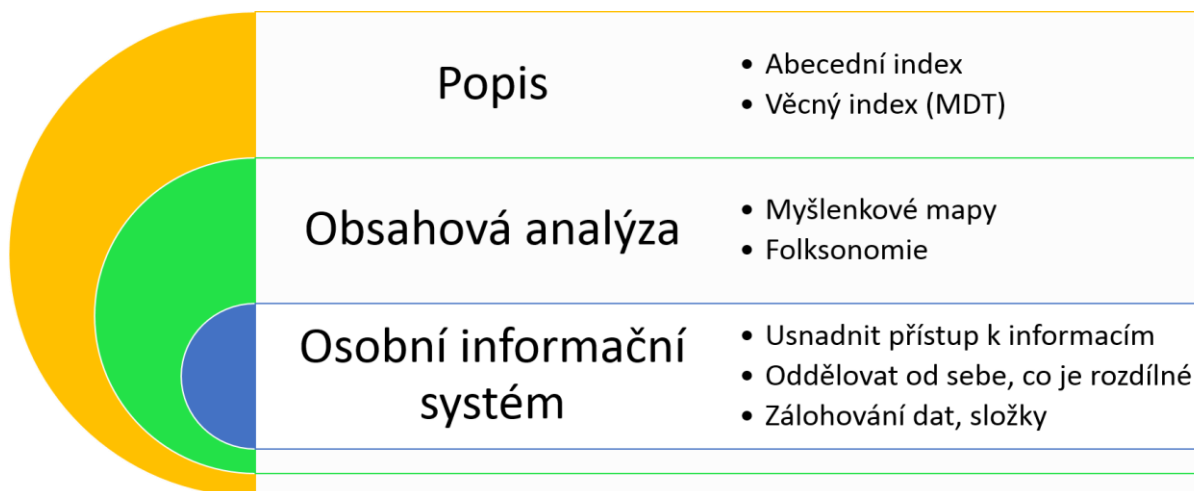 Popis
• Abecední index
• Věcný index (MDT)
Obsahová analýza
• Myšlenkové mapy
• Folksonomie
Osobní informační
systém
• Usnadnit přístup k informacím
• Oddělovat od sebe, co je rozdílné
• Zálohování dat, složky